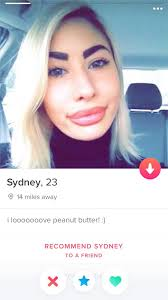 Sydney, 23
14 miles away
i looooooove peanut butter! :)
RECOMMEND SYDNEY
TO A FRIEND